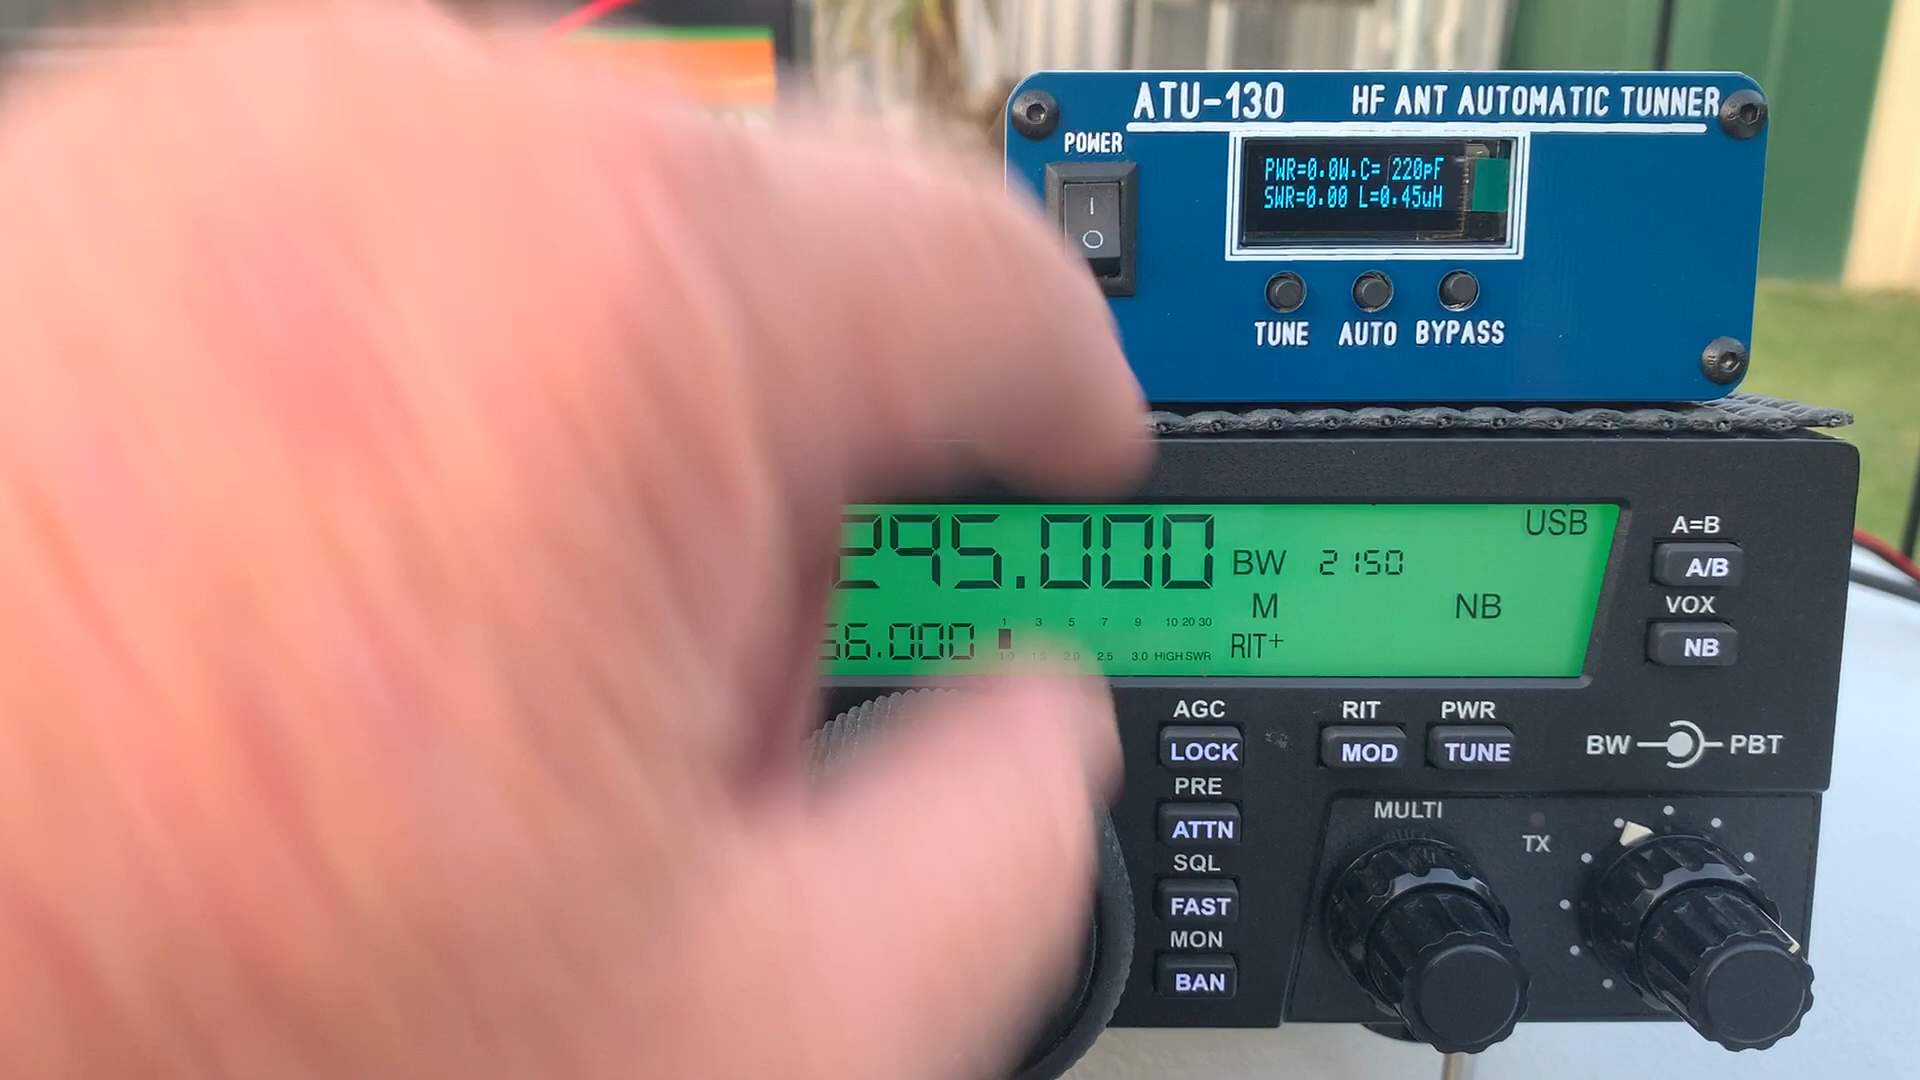 ATU-130 HF ANT AUTOMATIC TUNNER
POWER
PWR=0.0W.C= 220pF
SWR=0.00 L=0.45uH
TUNE AUTO BYPASS
295.000 BW 2150 USB
M NB
1 3 5 7 9 10 20 30
56.000 RIT+
1.0 1.5 2.0 2.5 3.0 HIGH SWR
A=B
A/B
VOX
NB
AGC RIT PWR
LOCK MOD TUNE
BW PBT
PRE
ATTN
MULTI
TX
SQL
FAST
MON
BAN